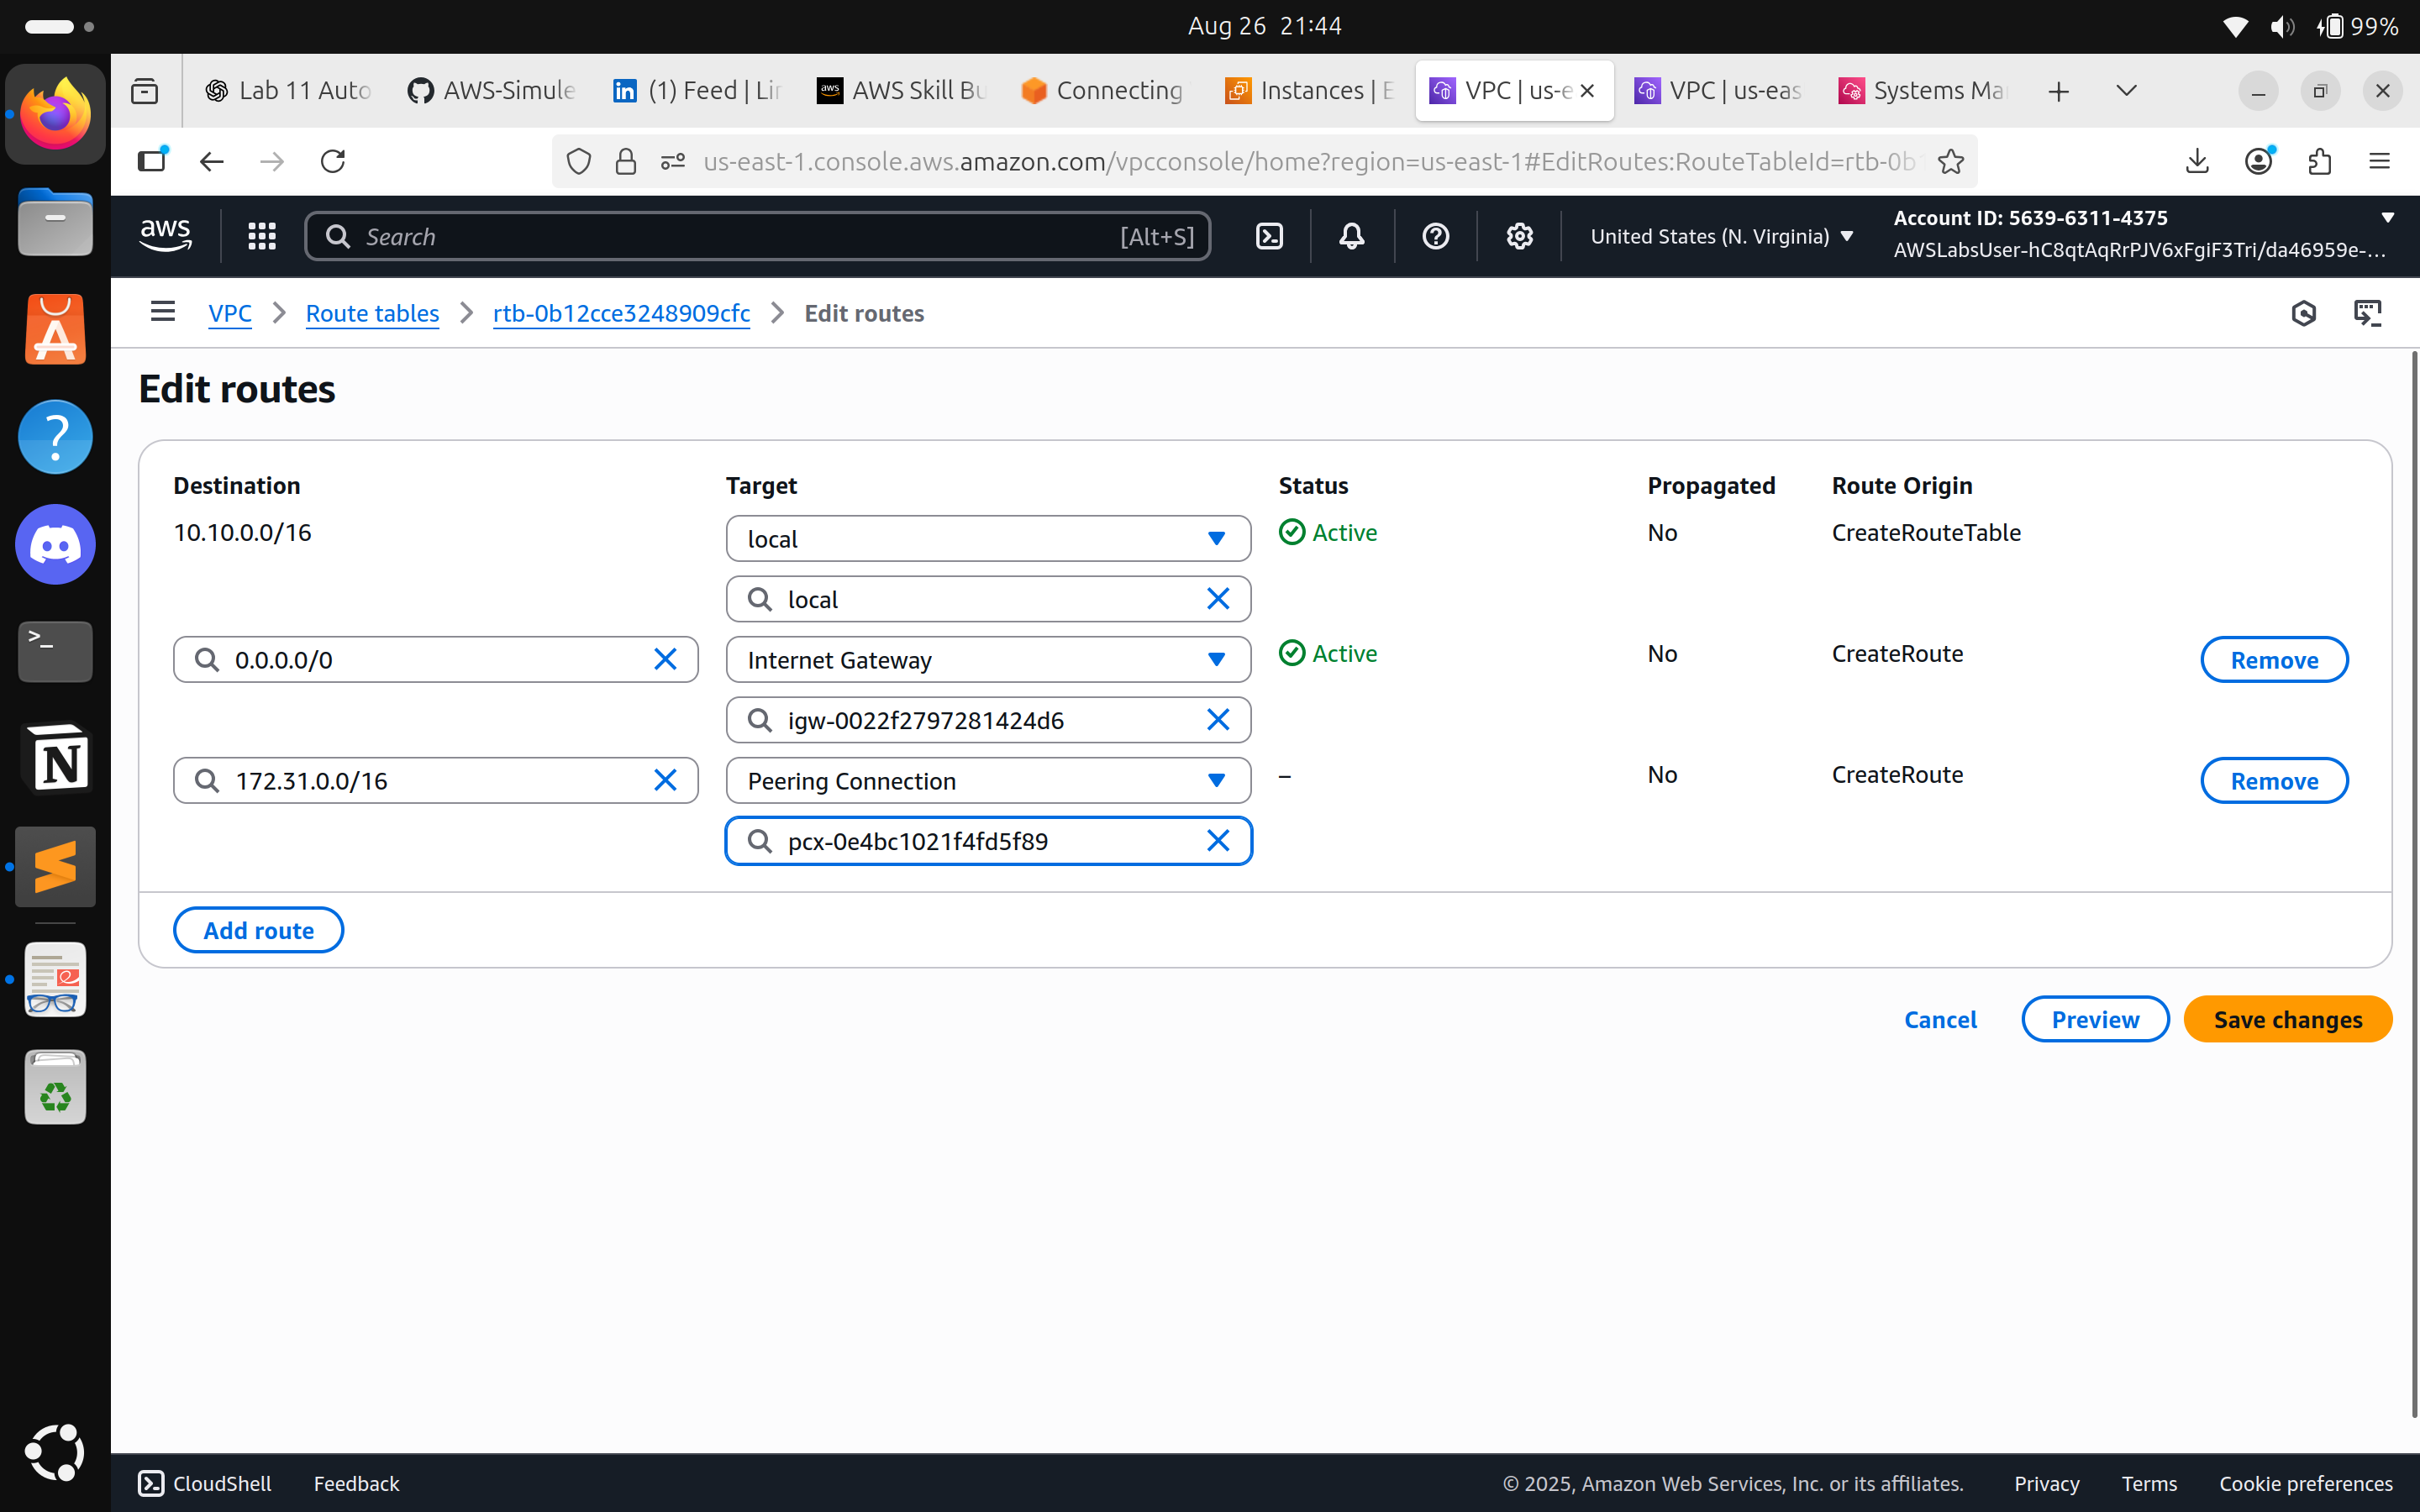 Aug 26 21:44
99%
Lab 11 Auto
AWS-Simule
(1) Feed | Lin
AWS Skill Bu
Connecting
Instances | E
VPC | us-e
VPC | us-eas
Systems Ma
us-east-1.console.aws.amazon.com/vpcconsole/home?region=us-east-1#EditRoutes:RouteTableId=rtb-0b1
aws
Search
[Alt+S]
United States (N. Virginia)
Account ID: 5639-6311-4375
AWSLabsUser-hC8qtAqRrPJV6xFgiF3Tri/da46959e-...
VPC
Route tables
rtb-0b12cce3248909cfc
Edit routes
Edit routes
Destination Target Status Propagated Route Origin
10.10.0.0/16 local Active No CreateRouteTable
local
0.0.0.0/0 Internet Gateway Active No CreateRoute Remove
igw-0022f2797281424d6
172.31.0.0/16 Peering Connection – No CreateRoute Remove
pcx-0e4bc1021f4fd5f89
Add route
Cancel Preview Save changes
CloudShell Feedback © 2025, Amazon Web Services, Inc. or its affiliates. Privacy Terms Cookie preferences